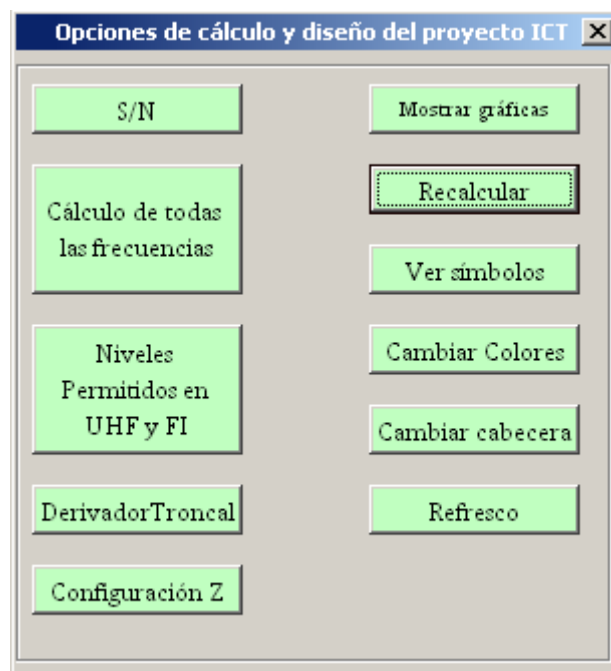 Opciones de cálculo y diseño del proyecto ICT
S/N
Cálculo de todas
las frecuencias
Niveles
Permitidos en
UHF y FI
DerivadorTroncal
Configuración Z
Mostrar gráficas
Recalcular
Ver símbolos
Cambiar Colores
Cambiar cabecera
Refresco